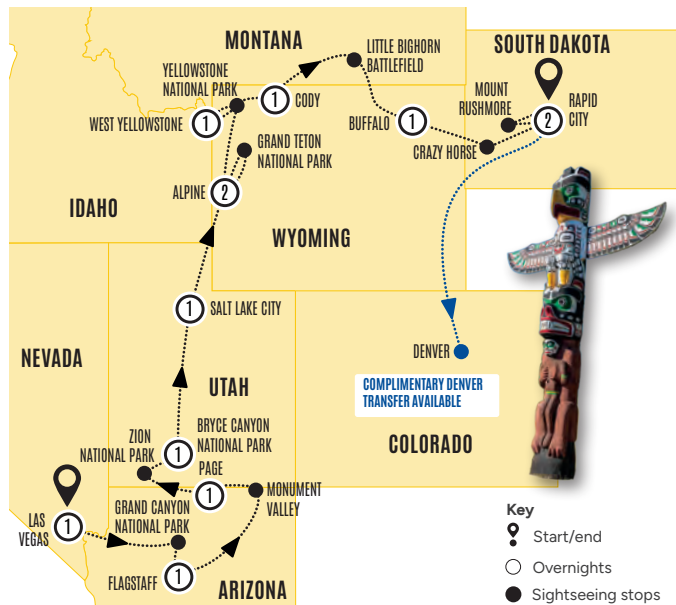 MONTANA
LITTLE BIGHORN
BATTLEFIELD
SOUTH DAKOTA
YELLOWSTONE
NATIONAL PARK
1
CODY
MOUNT
RUSHMORE
2
RAPID
CITY
WEST YELLOWSTONE
1
BUFFALO
1
GRAND TETON
NATIONAL PARK
CRAZY HORSE
ALPINE
2
IDAHO
WYOMING
1
SALT LAKE CITY
NEVADA
DENVER
COMPLIMENTARY DENVER
TRANSFER AVAILABLE
UTAH
COLORADO
ZION
NATIONAL PARK
1
BRYCE CANYON
NATIONAL PARK
PAGE
1
MONUMENT
VALLEY
GRAND CANYON
NATIONAL PARK
LAS
VEGAS
1
FLAGSTAFF
1
ARIZONA
Key
Start/end
Overnights
Sightseeing stops